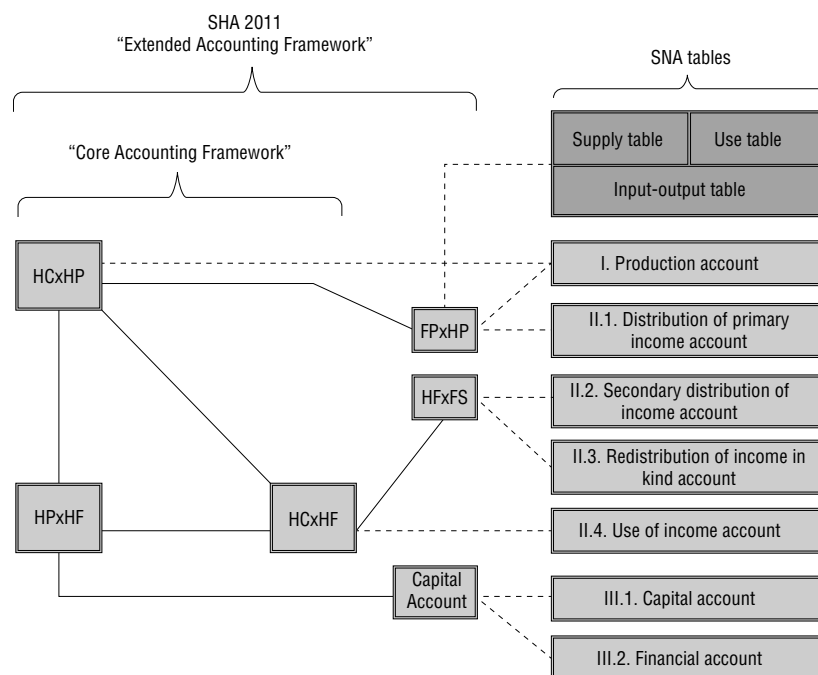 SHA 2011
“Extended Accounting Framework”
SNA tables
“Core Accounting Framework”
Supply table
Use table
Input-output table
HCxHP
I. Production account
FPxHP
II.1. Distribution of primary
income account
HFxFS
II.2. Secondary distribution of
income account
II.3. Redistribution of income in
kind account
HPxHF
HCxHF
II.4. Use of income account
Capital
Account
III.1. Capital account
III.2. Financial account